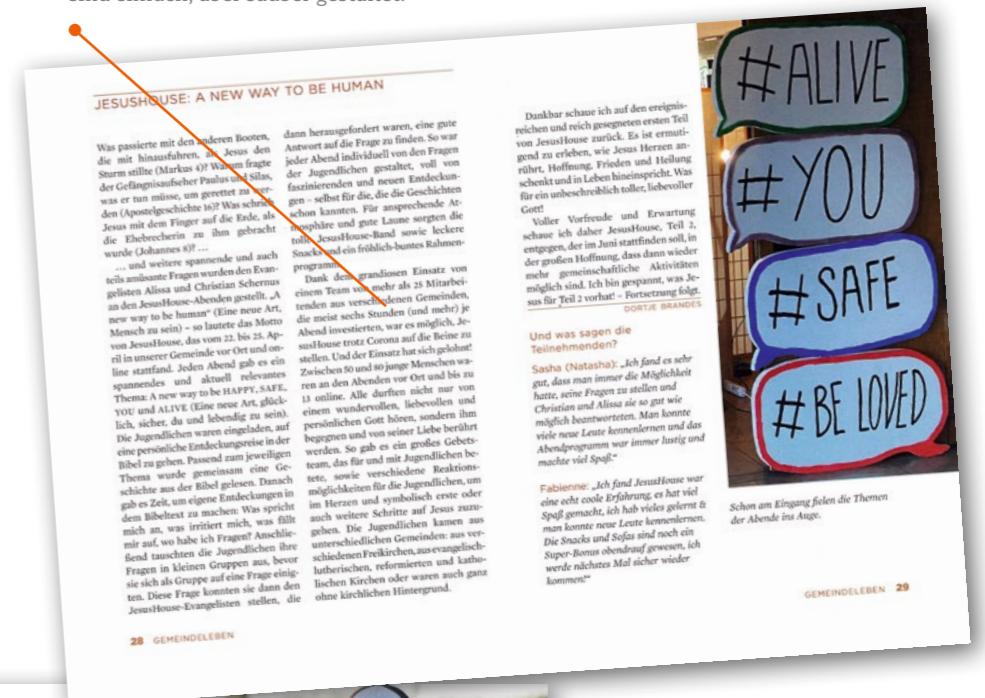 sind einfach, aber sauber gestaltet.
JESUSHOUSE: A NEW WAY TO BE HUMAN
Was passierte mit den anderen Booten,
die mit hinausfuhren, als Jesus den
Sturm stillte (Markus 4)? Warum fragte
der Gefängnisaufseher Paulus und Silas,
was er tun müsse, um gerettet zu wer-
den (Apostelgeschichte 16)? Was schrieb
Jesus mit dem Finger auf die Erde, als
die Ehebrecherin zu ihm gebracht
wurde (Johannes 8)? …
… und weitere spannende und auch
teils amüsante Fragen wurden den Evan-
gelisten Alissa und Christian Schernus
an den JesusHouse-Abenden gestellt. „A
new way to be human“ (Eine neue Art,
Mensch zu sein) – so lautete das Motto
von JesusHouse, das vom 22. bis 25. Ap-
ril in unserer Gemeinde vor Ort und on-
line stattfand. Jeden Abend gab es ein
spannendes und aktuell relevantes
Thema: A new way to be HAPPY, SAFE,
YOU und ALIVE (Eine neue Art, glück-
lich, sicher, du und lebendig zu sein).
Die Jugendlichen waren eingeladen, auf
eine persönliche Entdeckungsreise in der
Bibel zu gehen. Passend zum jeweiligen
Thema wurde gemeinsam eine Ge-
schichte aus der Bibel gelesen. Danach
gab es Zeit, um eigene Entdeckungen in
dem Bibeltext zu machen: Was spricht
mich an, was irritiert mich, was fällt
mir auf, wo habe ich Fragen? Anschlie-
ßend tauschten die Jugendlichen ihre
Fragen in kleinen Gruppen aus, bevor
sie sich als Gruppe auf eine Frage einig-
ten. Diese Frage konnten sie dann den
JesusHouse-Evangelisten stellen, die
dann herausgefordert waren, eine gute
Antwort auf die Frage zu finden. So war
jeder Abend individuell von den Fragen
der Jugendlichen gestaltet, voll von
faszinierenden und neuen Entdeckun-
gen – selbst für die, die die Geschichten
schon kannten. Für ansprechende At-
mosphäre und gute Laune sorgten die
tolle JesusHouse-Band sowie leckere
Snacks und ein fröhlich-buntes Rahmen-
programm.
Dank dem grandiosen Einsatz von
einem Team von mehr als 25 Mitarbei-
tenden aus verschiedenen Gemeinden,
die meist sechs Stunden (und mehr) je
Abend investierten, war es möglich, Je-
susHouse trotz Corona auf die Beine zu
stellen. Und der Einsatz hat sich gelohnt!
Zwischen 50 und 80 junge Menschen wa-
ren an den Abenden vor Ort und bis zu
13 online. Alle durften nicht nur von
einem wundervollen, liebevollen und
persönlichen Gott hören, sondern ihm
begegnen und von seiner Liebe berührt
werden. So gab es ein großes Gebets-
team, das für und mit Jugendlichen be-
tete, sowie verschiedene Reaktions-
möglichkeiten für die Jugendlichen, um
im Herzen und symbolisch erste oder
auch weitere Schritte auf Jesus zuzu-
gehen. Die Jugendlichen kamen aus
unterschiedlichen Gemeinden: aus ver-
schiedenen Freikirchen, aus evangelisch-
lutherischen, reformierten und katho-
lischen Kirchen oder waren auch ganz
ohne kirchlichen Hintergrund.
28 GEMEINDELEBEN
Dankbar schaue ich auf den ereignis-
reichen und reich gesegneten ersten Teil
von JesusHouse zurück. Es ist ermuti-
gend zu erleben, wie Jesus Herzen an-
rührt, Hoffnung, Frieden und Heilung
schenkt und in Leben hineinspricht. Was
für ein unbeschreiblich toller, liebevoller
Gott!
Voller Vorfreude und Erwartung
schaue ich daher JesusHouse, Teil 2,
entgegen, der im Juni stattfinden soll, in
der großen Hoffnung, dass dann wieder
mehr gemeinschaftliche Aktivitäten
möglich sind. Ich bin gespannt, was Je-
sus für Teil 2 vorhat! – Fortsetzung folgt.
DORTJE BRANDES
Und was sagen die
Teilnehmenden?
Sasha (Natasha): „Ich fand es sehr
gut, dass man immer die Möglichkeit
hatte, seine Fragen zu stellen und
Christian und Alissa sie so gut wie
möglich beantworteten. Man konnte
viele neue Leute kennenlernen und das
Abendprogramm war immer lustig und
machte viel Spaß.“
Fabienne: „Ich fand JesusHouse war
eine echt coole Erfahrung, es hat viel
Spaß gemacht, ich hab vieles gelernt &
man konnte neue Leute kennenlernen.
Die Snacks und Sofas sind noch ein
Super-Bonus obendrauf gewesen, ich
werde nächstes Mal sicher wieder
kommen!“
#ALIVE
#YOU
#SAFE
#BE LOVED
Schon am Eingang fielen die Themen
der Abende ins Auge.
GEMEINDELEBEN 29